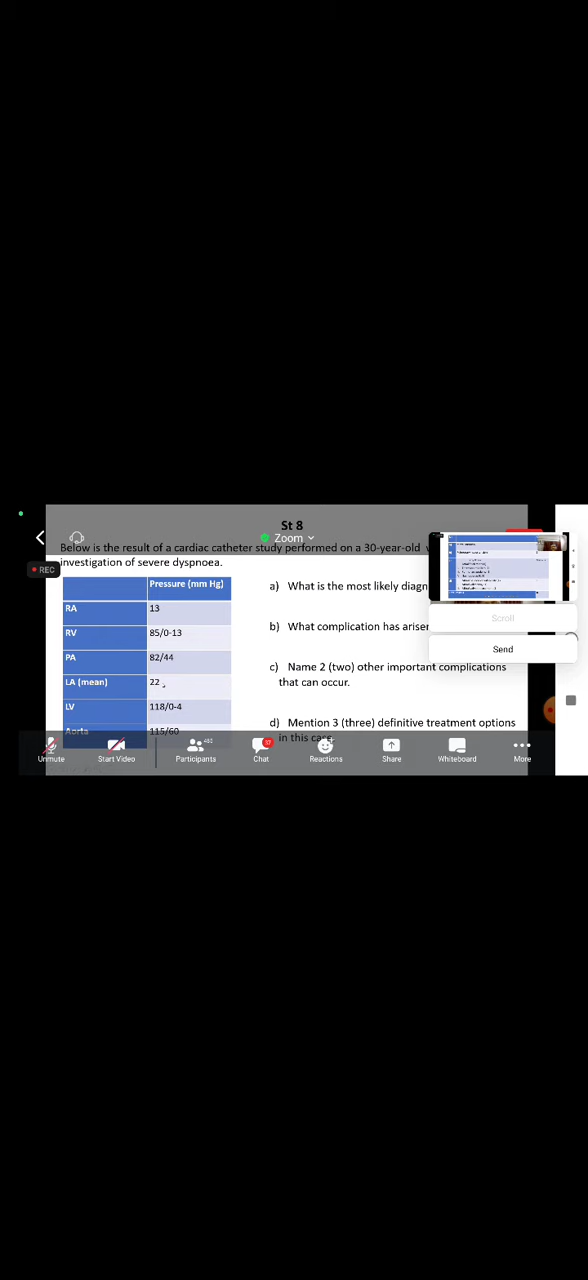 St 8
Zoom
Below is the result of a cardiac catheter study performed on a 30-year-old
investigation of severe dyspnoea.
REC
Pressure (mm Hg)
RA 13
RV 85/0-13
PA 82/44
LA (mean) 22
LV 118/0-4
Aorta 115/60
a) What is the most likely
b) What complication has
c) Name 2 (two) other important complications
that can occur.
d) Mention 3 (three) definitive treatment options
in this case
Scroll
Send
Unmute
Start Video
Participants
Chat
Reactions
Share
Whiteboard
More